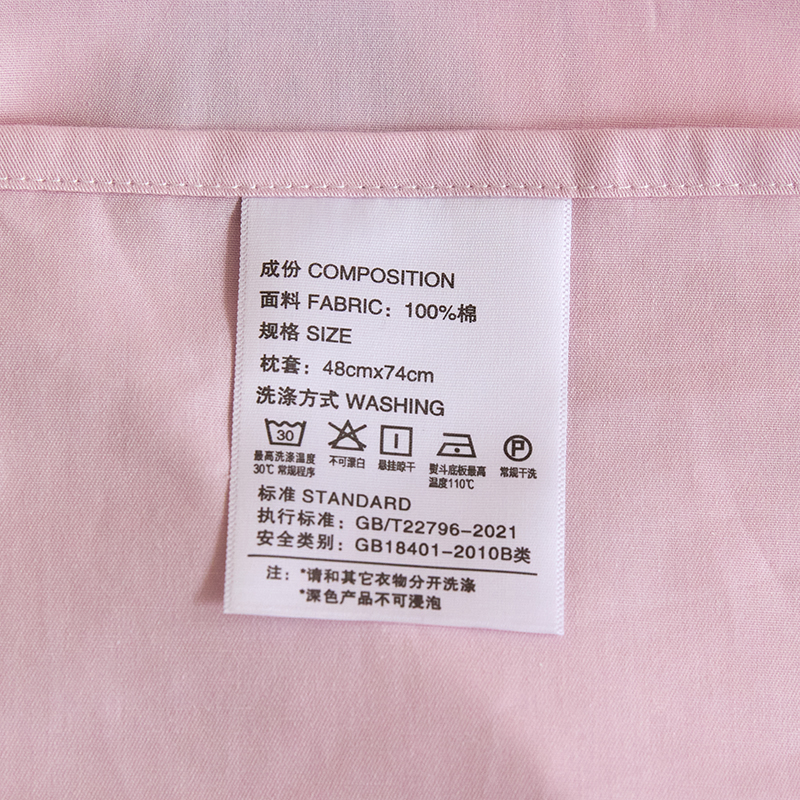 成份 COMPOSITION
面料 FABRIC：100%棉
规格 SIZE
枕套：48cmx74cm
洗涤方式 WASHING
30 P
最高洗涤温度 不可漂白 悬挂晾干 熨斗底板最高 常规干洗
30℃ 常规程序 温度110℃
标准 STANDARD
执行标准：GB/T22796-2021
安全类别：GB18401-2010B类
注：*请和其它衣物分开洗涤
*深色产品不可浸泡